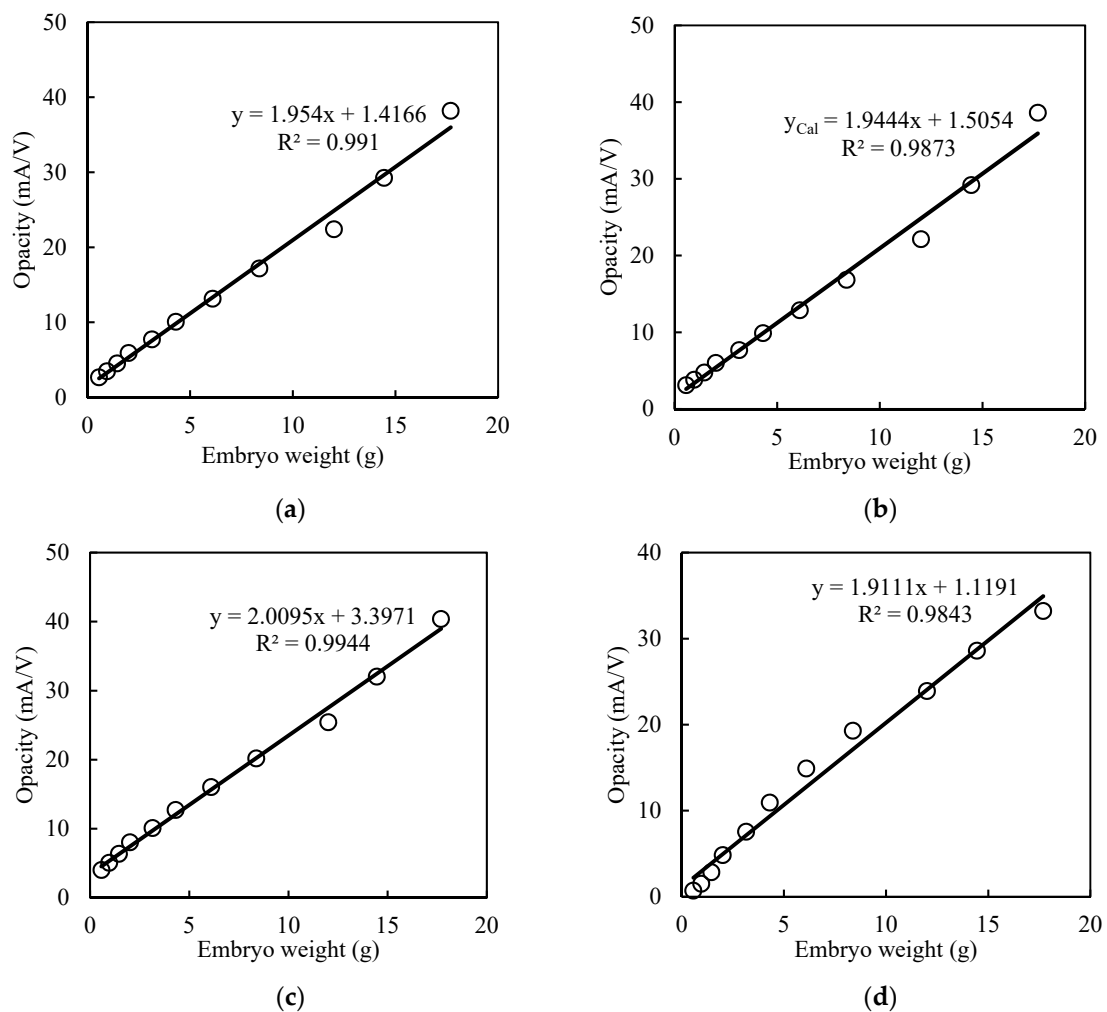 50
40
30
20
10
0
Opacity (mA/V)
y = 1.954x + 1.4166
R² = 0.991
0 5 10 15 20
Embryo weight (g)
(a)
50
40
30
20
10
0
Opacity (mA/V)
yCal = 1.9444x + 1.5054
R² = 0.9873
0 5 10 15 20
Embryo weight (g)
(b)
50
40
30
20
10
0
Opacity (mA/V)
y = 2.0095x + 3.3971
R² = 0.9944
0 5 10 15 20
Embryo weight (g)
(c)
40
30
20
10
0
Opacity (mA/V)
y = 1.9111x + 1.1191
R² = 0.9843
0 5 10 15 20
Embryo weight (g)
(d)